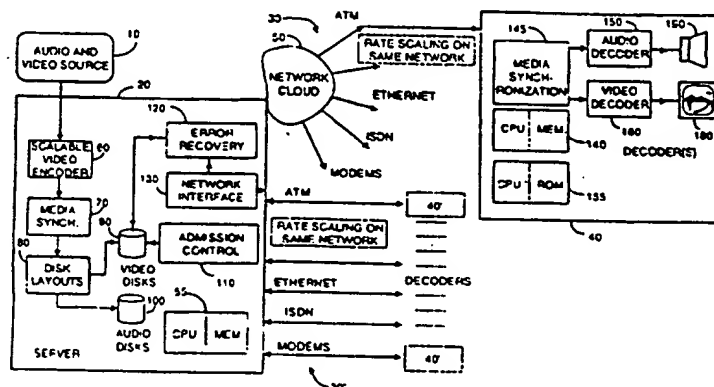 10
AUDIO AND
VIDEO SOURCE
20
SCALABLE
VIDEO
ENCODER
60
MEDIA
SYNCH.
70
DISK
LAYOUTS
80
VIDEO
DISKS
90
AUDIO
DISKS
100
120
ERROR
RECOVERY
130
NETWORK
INTERFACE
ADMISSION
CONTROL
110
55
CPU
MEM
SERVER
30
50
NETWORK
CLOUD
ATM
RATE SCALING ON
SAME NETWORK
ETHERNET
ISDN
MODEMS
ATM
RATE SCALING ON
SAME NETWORK
ETHERNET
ISDN
MODEMS
30'
40'
DECODERS
40'
145
MEDIA
SYNCH-
RONIZATION
150
AUDIO
DECODER
VIDEO
DECODER
160
180
CPU
MEM.
140
DECODER(S)
CPU
ROM
155
40